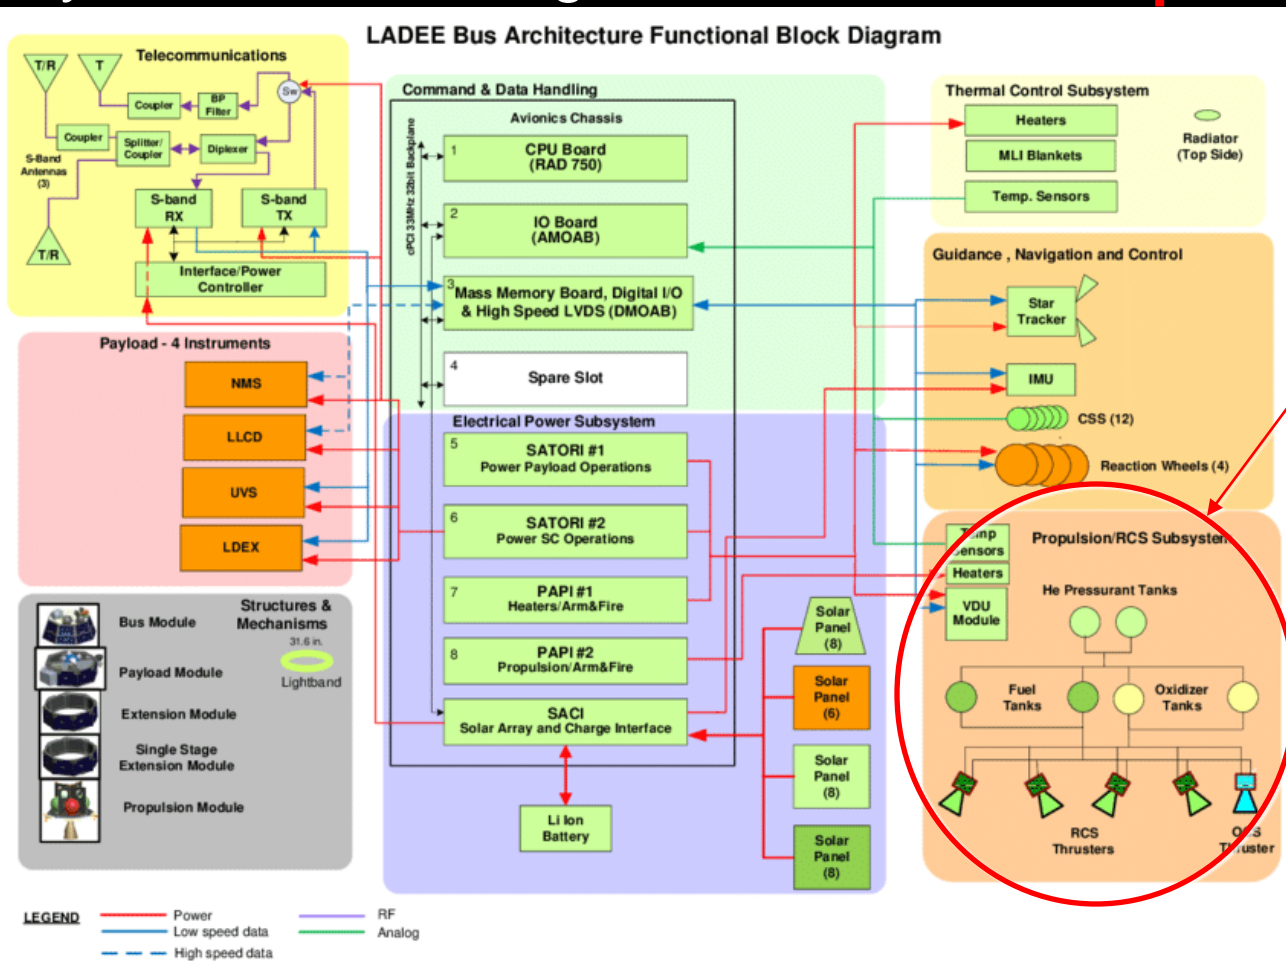 LADEE Bus Architecture Functional Block Diagram
Telecommunications
T/R
T
Sw
Coupler
BP
Filter
Coupler
Splitter/
Coupler
Diplexer
S-Band
Antennas
(3)
S-band
RX
S-band
TX
T/R
Interface/Power
Controller
Payload - 4 Instruments
NMS
LLCD
UVS
LDEX
Structures &
Mechanisms
31.6 in.
Lightband
Bus Module
Payload Module
Extension Module
Single Stage
Extension Module
Propulsion Module
Command & Data Handling
Avionics Chassis
cPCI 33MHz 32bit Backplane
1
CPU Board
(RAD 750)
2
IO Board
(AMOAB)
3
Mass Memory Board, Digital I/O
& High Speed LVDS (DMOAB)
4
Spare Slot
Electrical Power Subsystem
5
SATORI #1
Power Payload Operations
6
SATORI #2
Power SC Operations
7
PAPI #1
Heaters/Arm&Fire
8
PAPI #2
Propulsion/Arm&Fire
SACI
Solar Array and Charge Interface
Li Ion
Battery
Solar
Panel
(8)
Solar
Panel
(6)
Solar
Panel
(8)
Solar
Panel
(8)
Thermal Control Subsystem
Heaters
MLI Blankets
Temp. Sensors
Radiator
(Top Side)
Guidance , Navigation and Control
Star
Tracker
IMU
CSS (12)
Reaction Wheels (4)
Propulsion/RCS Subsystem
Temp
Sensors
Heaters
VDU
Module
He Pressurant Tanks
Fuel
Tanks
Oxidizer
Tanks
RCS
Thrusters
Thruster
LEGEND
Power
Low speed data
High speed data
RF
Analog